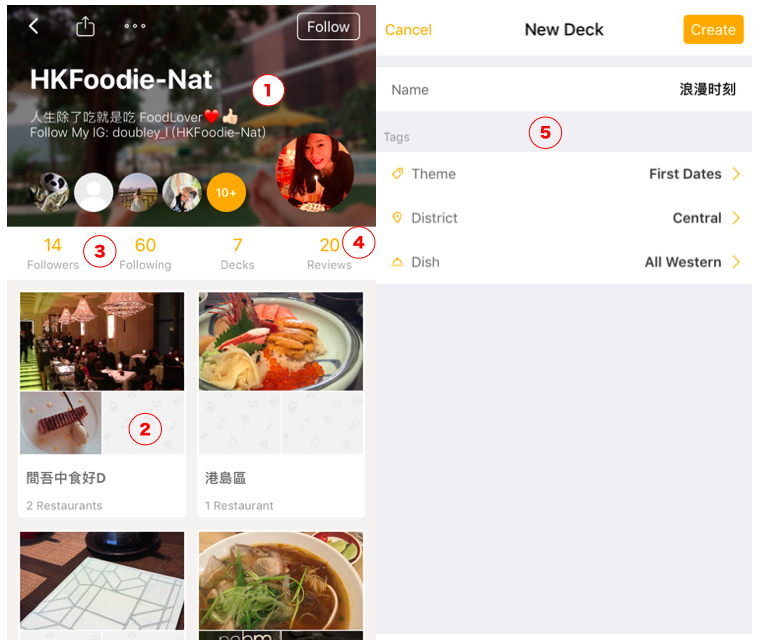 Follow
HKFoodie-Nat
1
人生除了吃就是吃 FoodLover❤️👍🏻
Follow My IG: doubley_l (HKFoodie-Nat)
10+
14
Followers
3
60
Following
7
Decks
20
Reviews
4
2
間吾中食好D
2 Restaurants
港島區
1 Restaurant
Cancel
New Deck
Create
Name
浪漫时刻
5
Tags
Theme
First Dates
District
Central
Dish
All Western